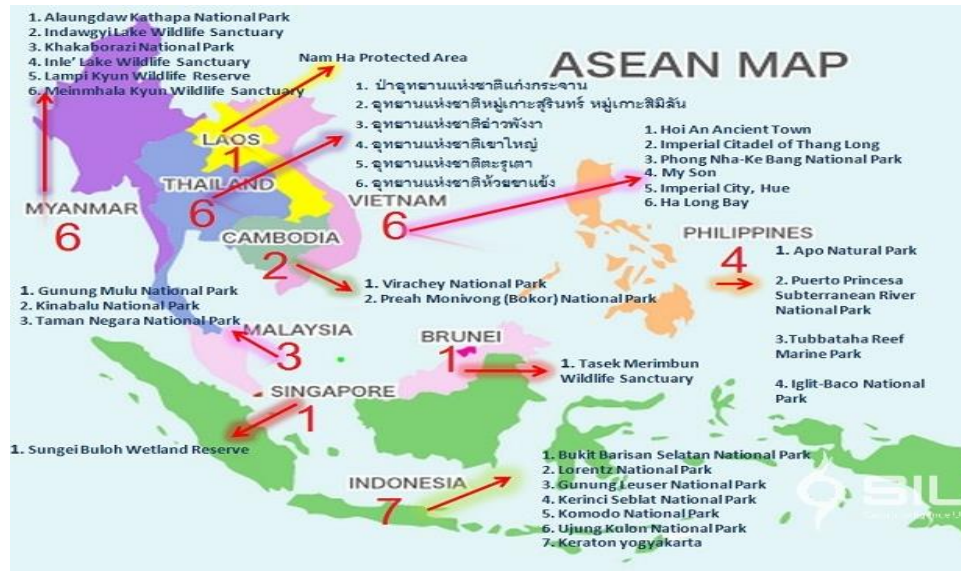 1. Alaungdaw Kathapa National Park
2. Indawgyi Lake Wildlife Sanctuary
3. Khakaborazi National Park
4. Inle' Lake Wildlife Sanctuary
5. Lampi Kyun Wildlife Reserve
6. Meinmhala Kyun Wildlife Sanctuary
Nam Ha Protected Area
ASEAN MAP
1. ป่าอุทยานแห่งชาติแก่งกระจาน
2. อุทยานแห่งชาติหมู่เกาะสุรินทร์ หมู่เกาะสิมิลัน
3. อุทยานแห่งชาติอ่าวพังงา
4. อุทยานแห่งชาติเขาใหญ่
5. อุทยานแห่งชาติตะรุเตา
6. อุทยานแห่งชาติห้วยขาแข้ง
1. Hoi An Ancient Town
2. Imperial Citadel of Thang Long
3. Phong Nha-Ke Bang National Park
4. My Son
5. Imperial City, Hue
6. Ha Long Bay
LAOS
1
THAILAND
6
MYANMAR
6
VIETNAM
6
CAMBODIA
2
PHILIPPINES
4
1. Apo Natural Park
2. Puerto Princesa
Subterranean River
National Park
3.Tubbataha Reef
Marine Park
4. Iglit-Baco National
Park
1. Virachey National Park
2. Preah Monivong (Bokor) National Park
1. Gunung Mulu National Park
2. Kinabalu National Park
3. Taman Negara National Park
MALAYSIA
3
BRUNEI
1
1. Tasek Merimbun
Wildlife Sanctuary
SINGAPORE
1
1. Sungei Buloh Wetland Reserve
INDONESIA
7
1. Bukit Barisan Selatan National Park
2. Lorentz National Park
3. Gunung Leuser National Park
4. Kerinci Seblat National Park
5. Komodo National Park
6. Ujung Kulon National Park
7. Keraton yogyakarta
SIL